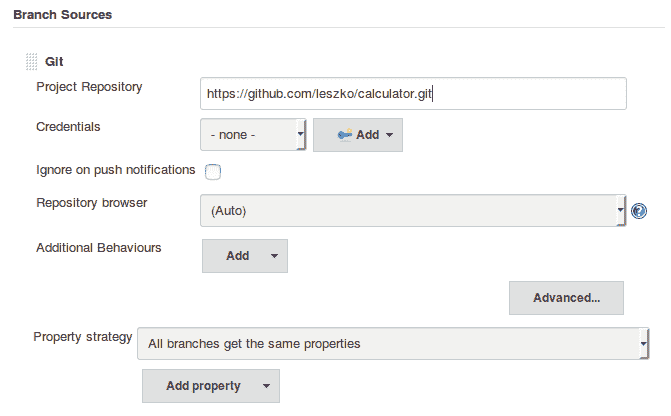 Branch Sources
Git
Project Repository
https://github.com/leszko/calculator.git
Credentials
- none -
Add
Ignore on push notifications
Repository browser
(Auto)
?
Additional Behaviours
Add
Advanced...
Property strategy
All branches get the same properties
Add property